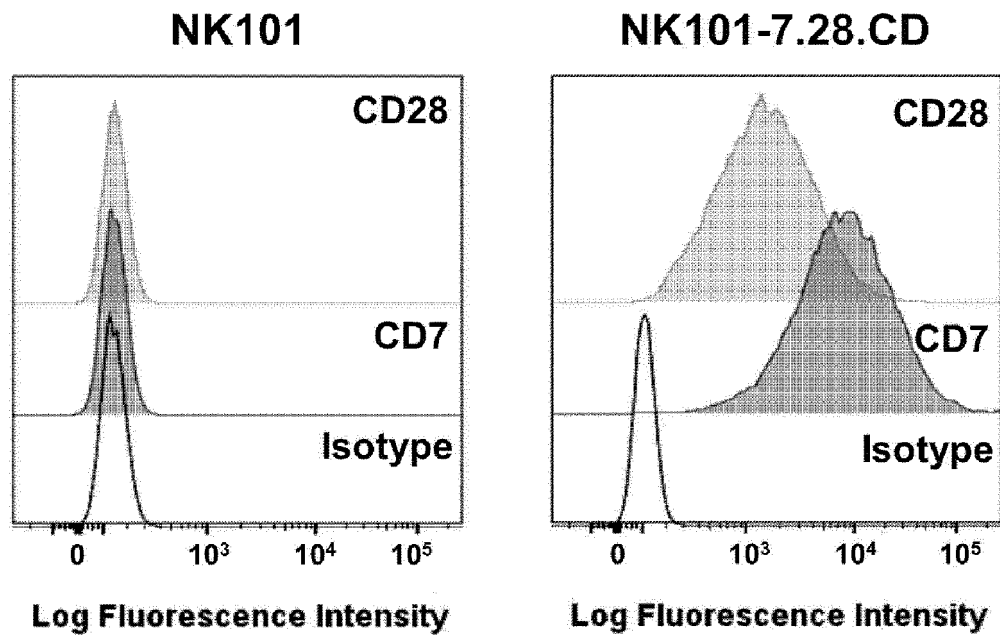 NK101
CD28
CD7
Isotype
0 10³ 10⁴ 10⁵
Log Fluorescence Intensity
NK101-7.28.CD
CD28
CD7
Isotype
0 10³ 10⁴ 10⁵
Log Fluorescence Intensity